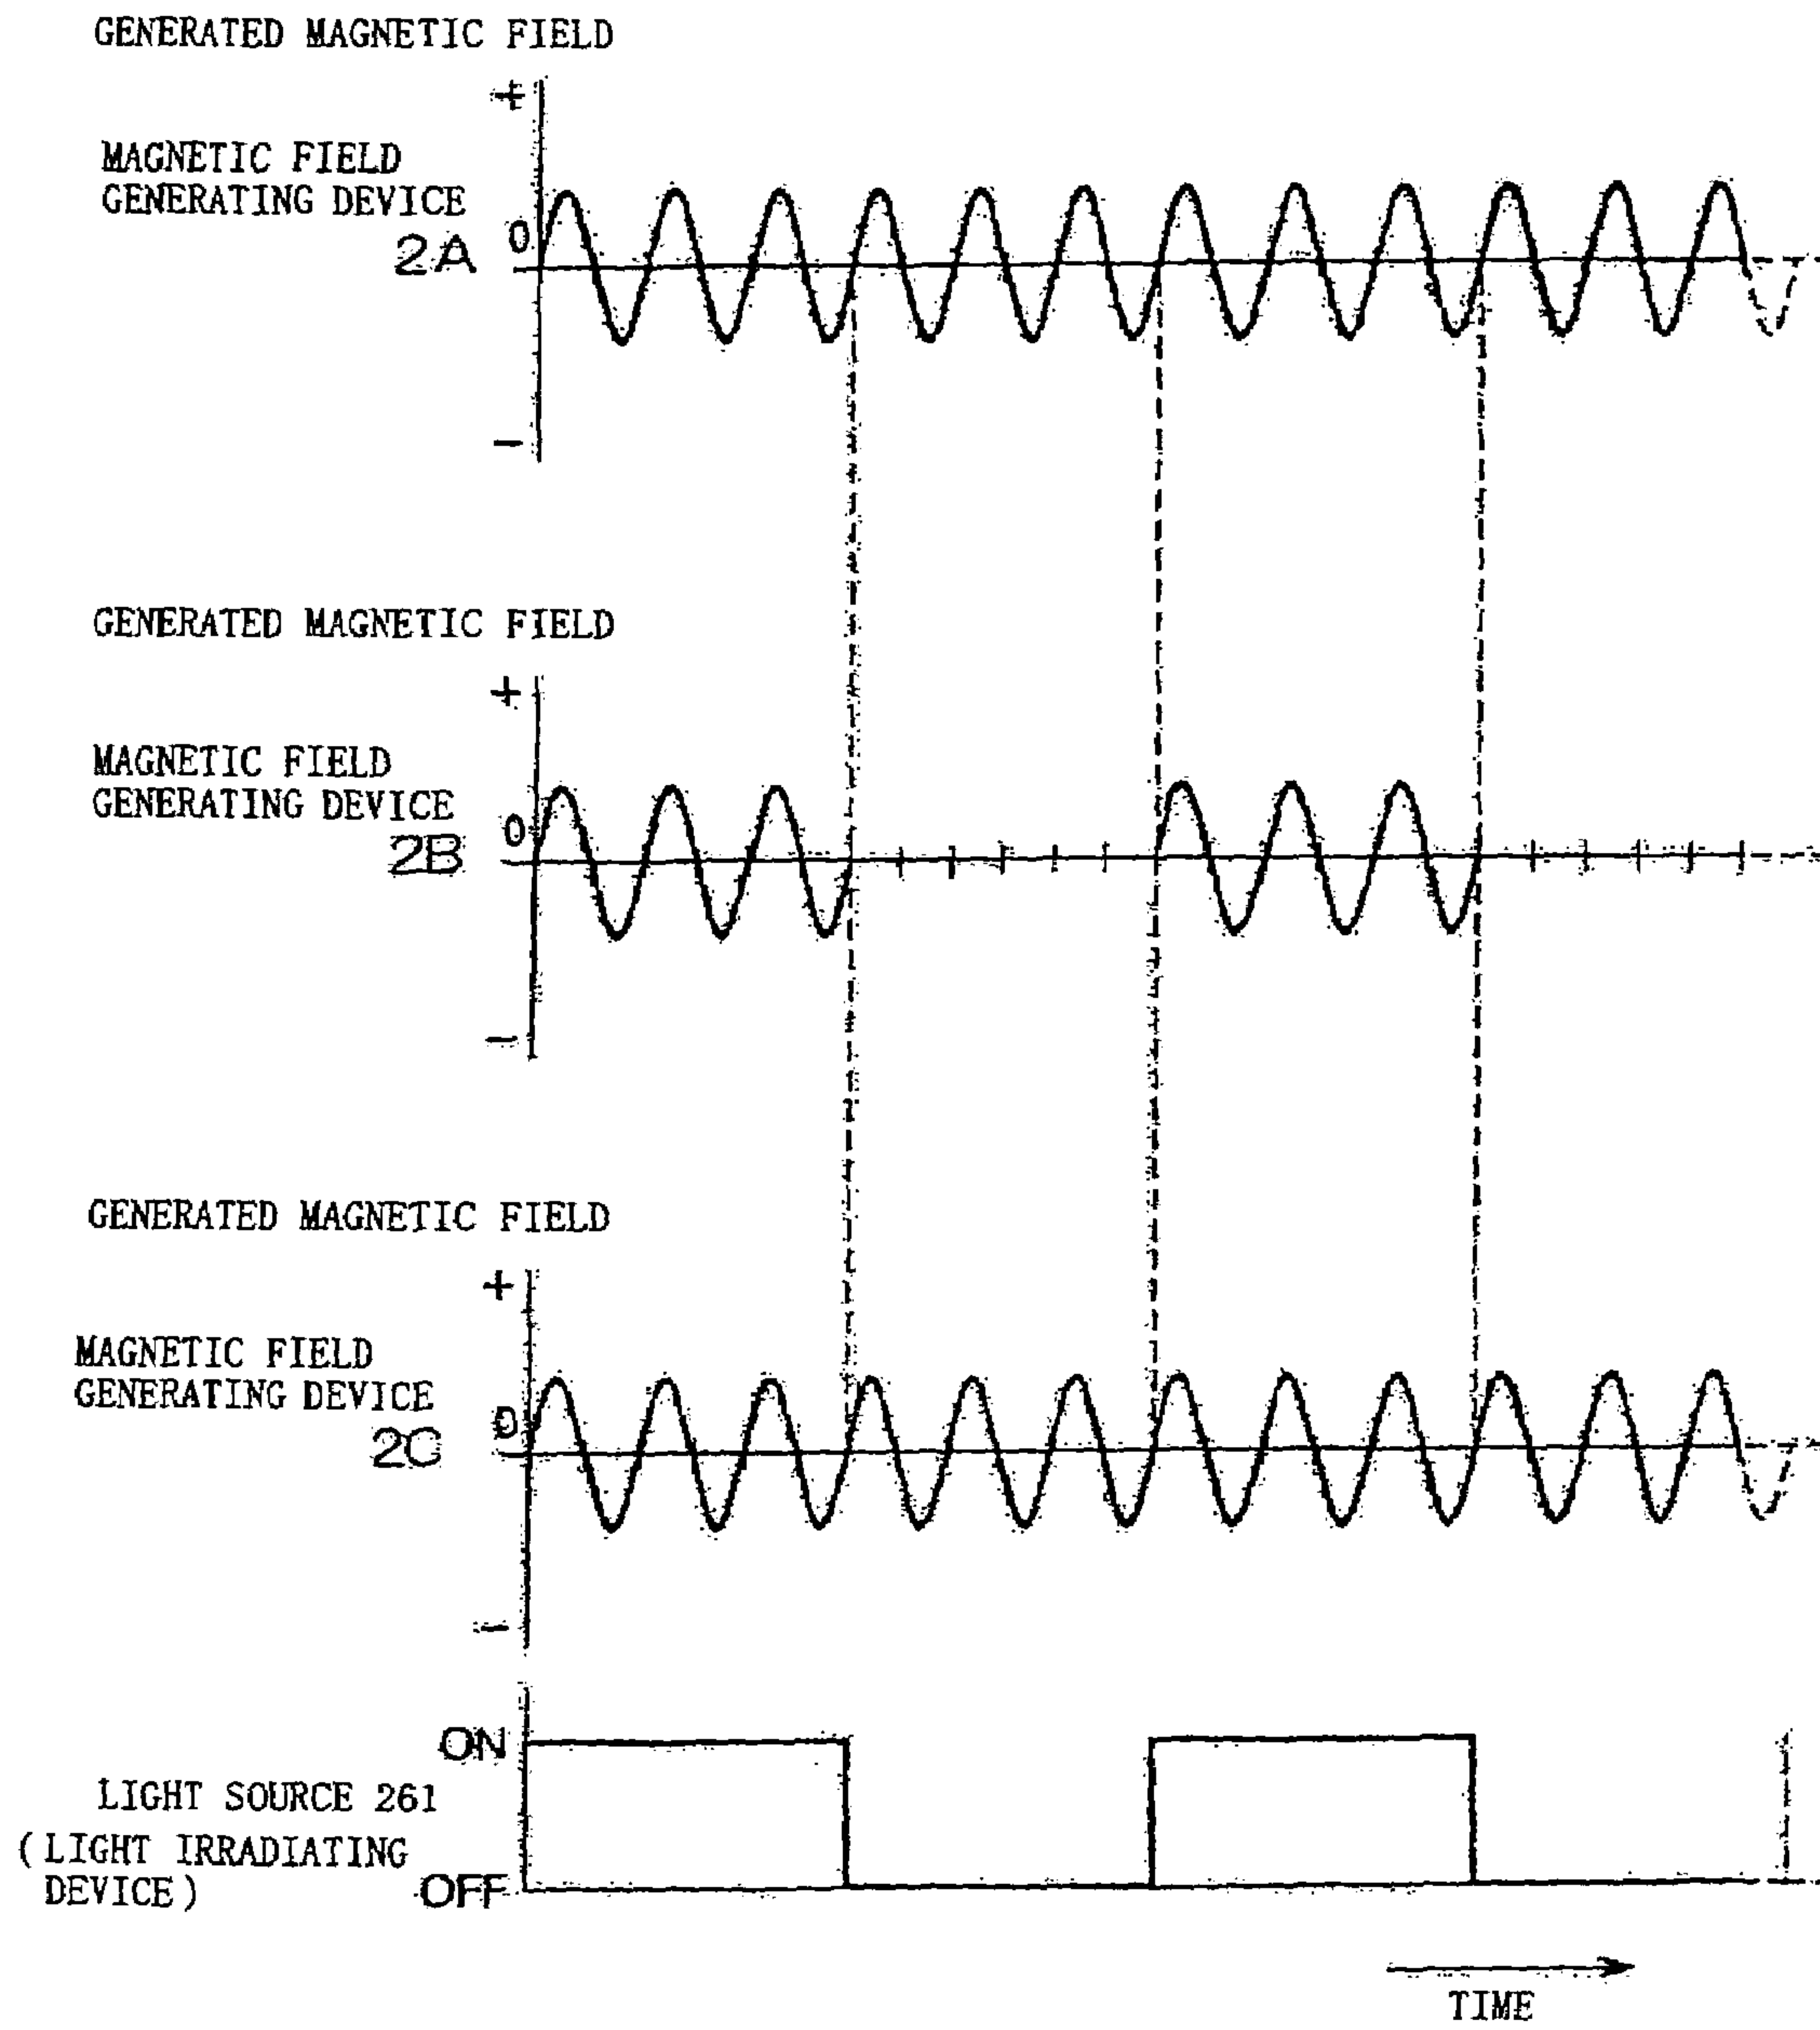 GENERATED MAGNETIC FIELD
+
MAGNETIC FIELD
GENERATING DEVICE
2A
0
−
GENERATED MAGNETIC FIELD
+
MAGNETIC FIELD
GENERATING DEVICE
2B
0
−
GENERATED MAGNETIC FIELD
+
MAGNETIC FIELD
GENERATING DEVICE
2C
0
−
ON
LIGHT SOURCE 261
(LIGHT IRRADIATING
DEVICE)
OFF
TIME